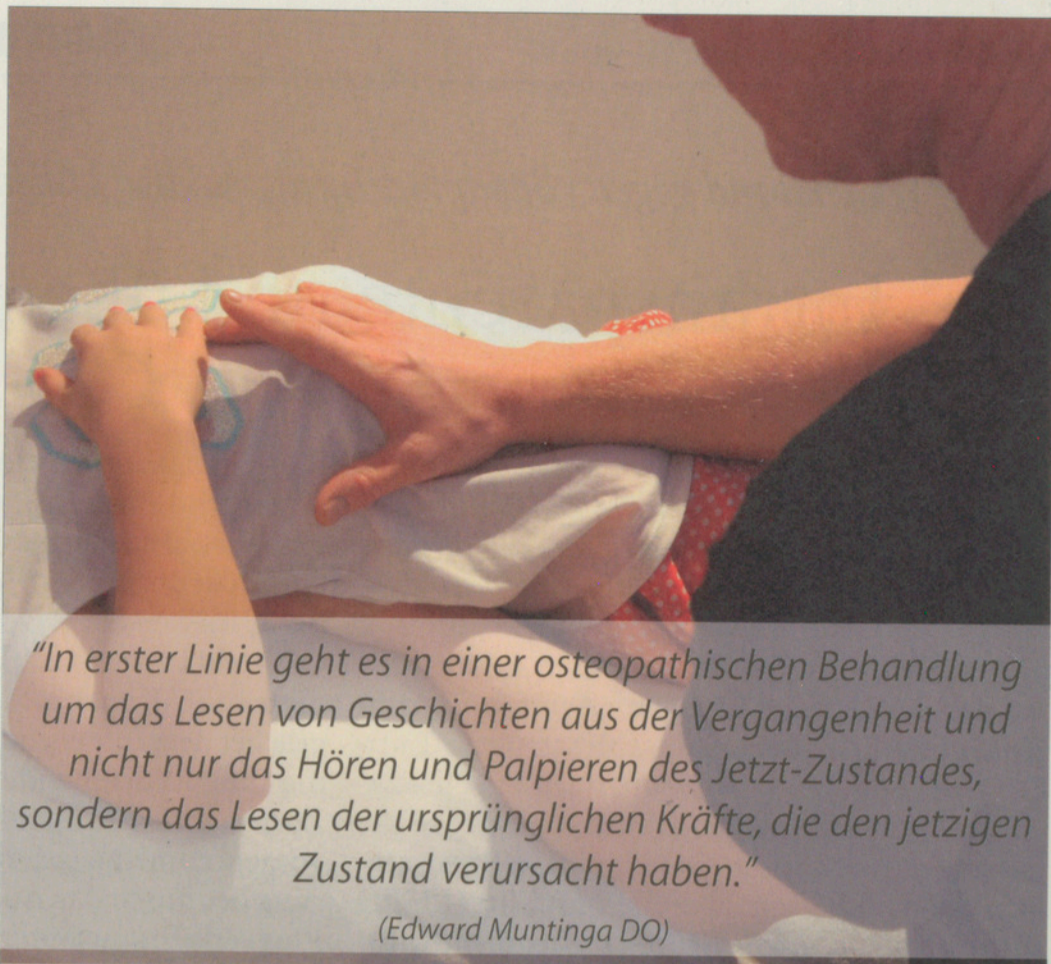 "In erster Linie geht es in einer osteopathischen Behandlung
um das Lesen von Geschichten aus der Vergangenheit und
nicht nur das Hören und Palpieren des Jetzt-Zustandes,
sondern das Lesen der ursprünglichen Kräfte, die den jetzigen
Zustand verursacht haben."
(Edward Muntinga DO)